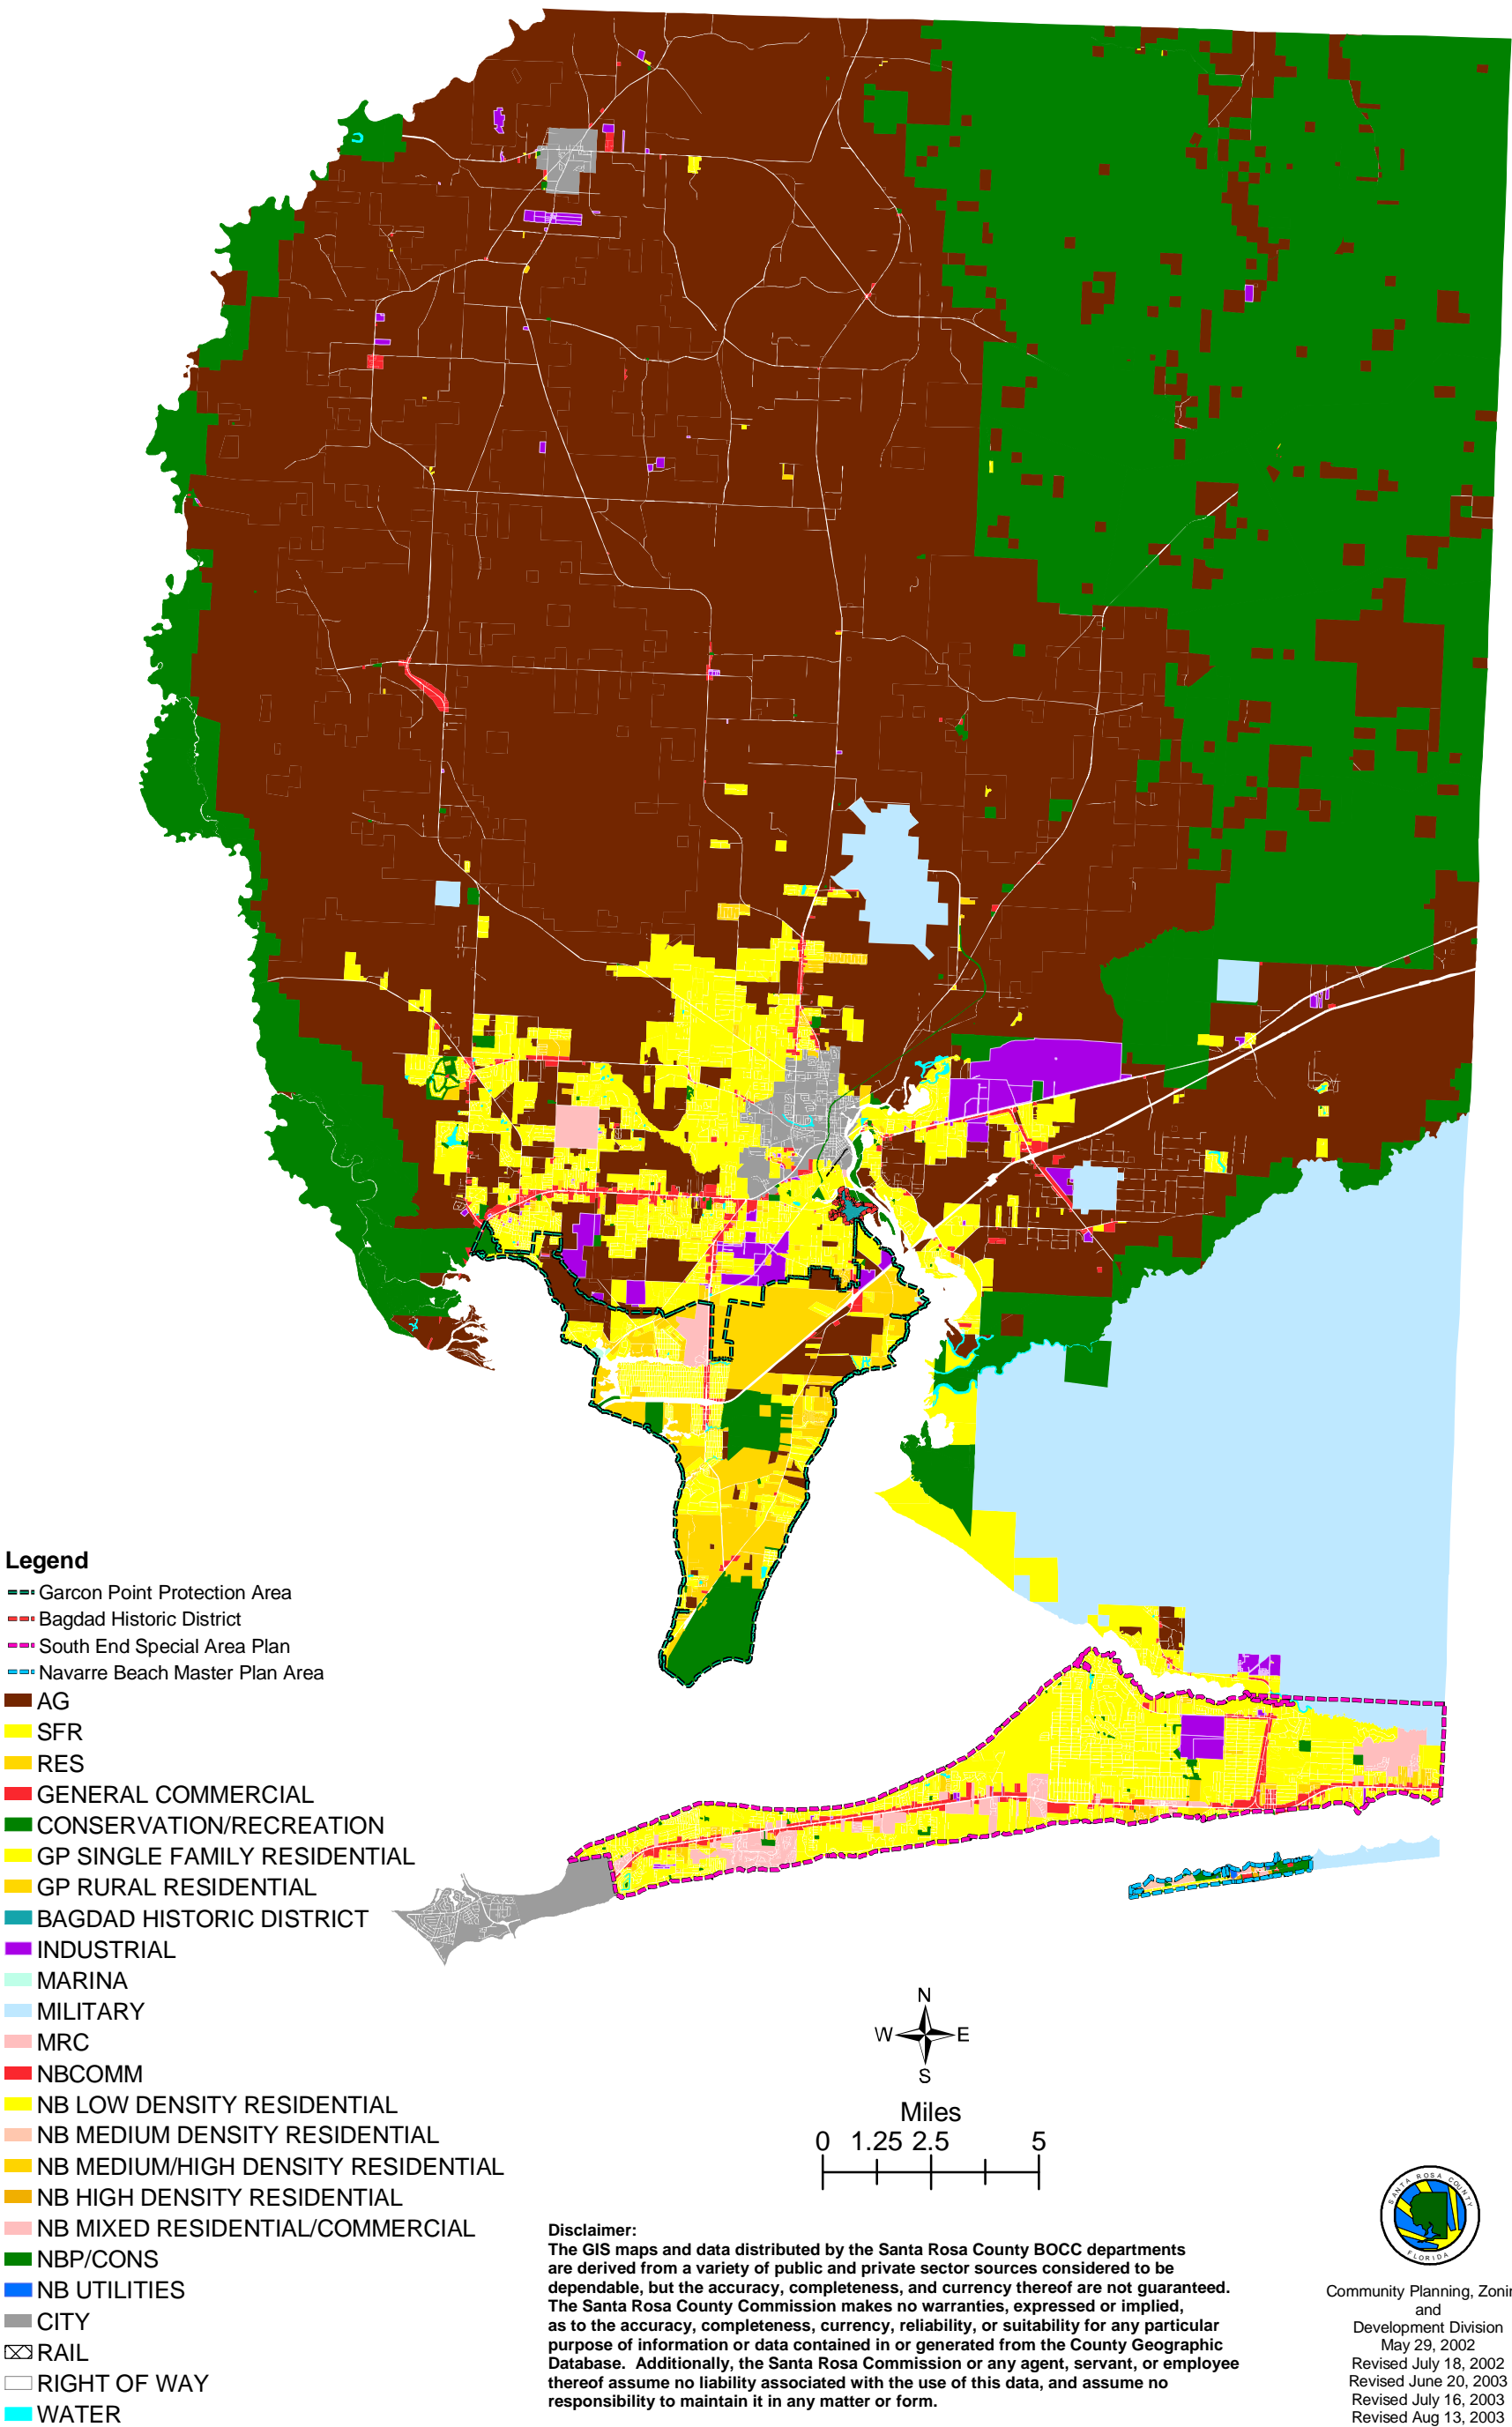 Legend
Garcon Point Protection Area
Bagdad Historic District
South End Special Area Plan
Navarre Beach Master Plan Area
AG
SFR
RES
GENERAL COMMERCIAL
CONSERVATION/RECREATION
GP SINGLE FAMILY RESIDENTIAL
GP RURAL RESIDENTIAL
BAGDAD HISTORIC DISTRICT
INDUSTRIAL
MARINA
MILITARY
MRC
NBCOMM
NB LOW DENSITY RESIDENTIAL
NB MEDIUM DENSITY RESIDENTIAL
NB MEDIUM/HIGH DENSITY RESIDENTIAL
NB HIGH DENSITY RESIDENTIAL
NB MIXED RESIDENTIAL/COMMERCIAL
NBP/CONS
NB UTILITIES
CITY
RAIL
RIGHT OF WAY
WATER
N
W E
S
Miles
0 1.25 2.5 5
Disclaimer:
The GIS maps and data distributed by the Santa Rosa County BOCC departments
are derived from a variety of public and private sector sources considered to be
dependable, but the accuracy, completeness, and currency thereof are not guaranteed.
The Santa Rosa County Commission makes no warranties, expressed or implied,
as to the accuracy, completeness, currency, reliability, or suitability for any particular
purpose of information or data contained in or generated from the County Geographic
Database. Additionally, the Santa Rosa Commission or any agent, servant, or employee
thereof assume no liability associated with the use of this data, and assume no
responsibility to maintain it in any matter or form.
SANTA ROSA COUNTY
FLORIDA
Community Planning, Zonin
and
Development Division
May 29, 2002
Revised July 18, 2002
Revised June 20, 2003
Revised July 16, 2003
Revised Aug 13, 2003